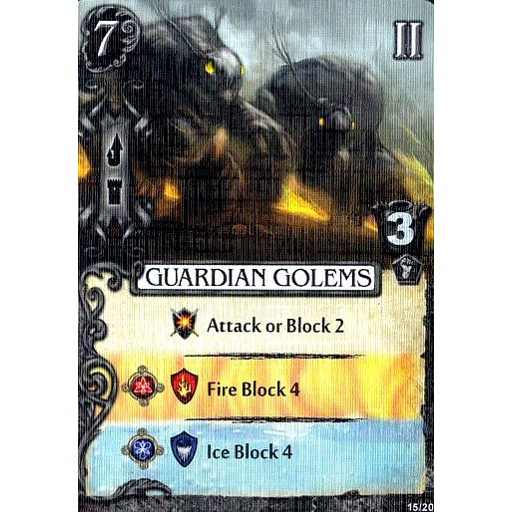 7
II
3
GUARDIAN GOLEMS
Attack or Block 2
Fire Block 4
Ice Block 4
15/20